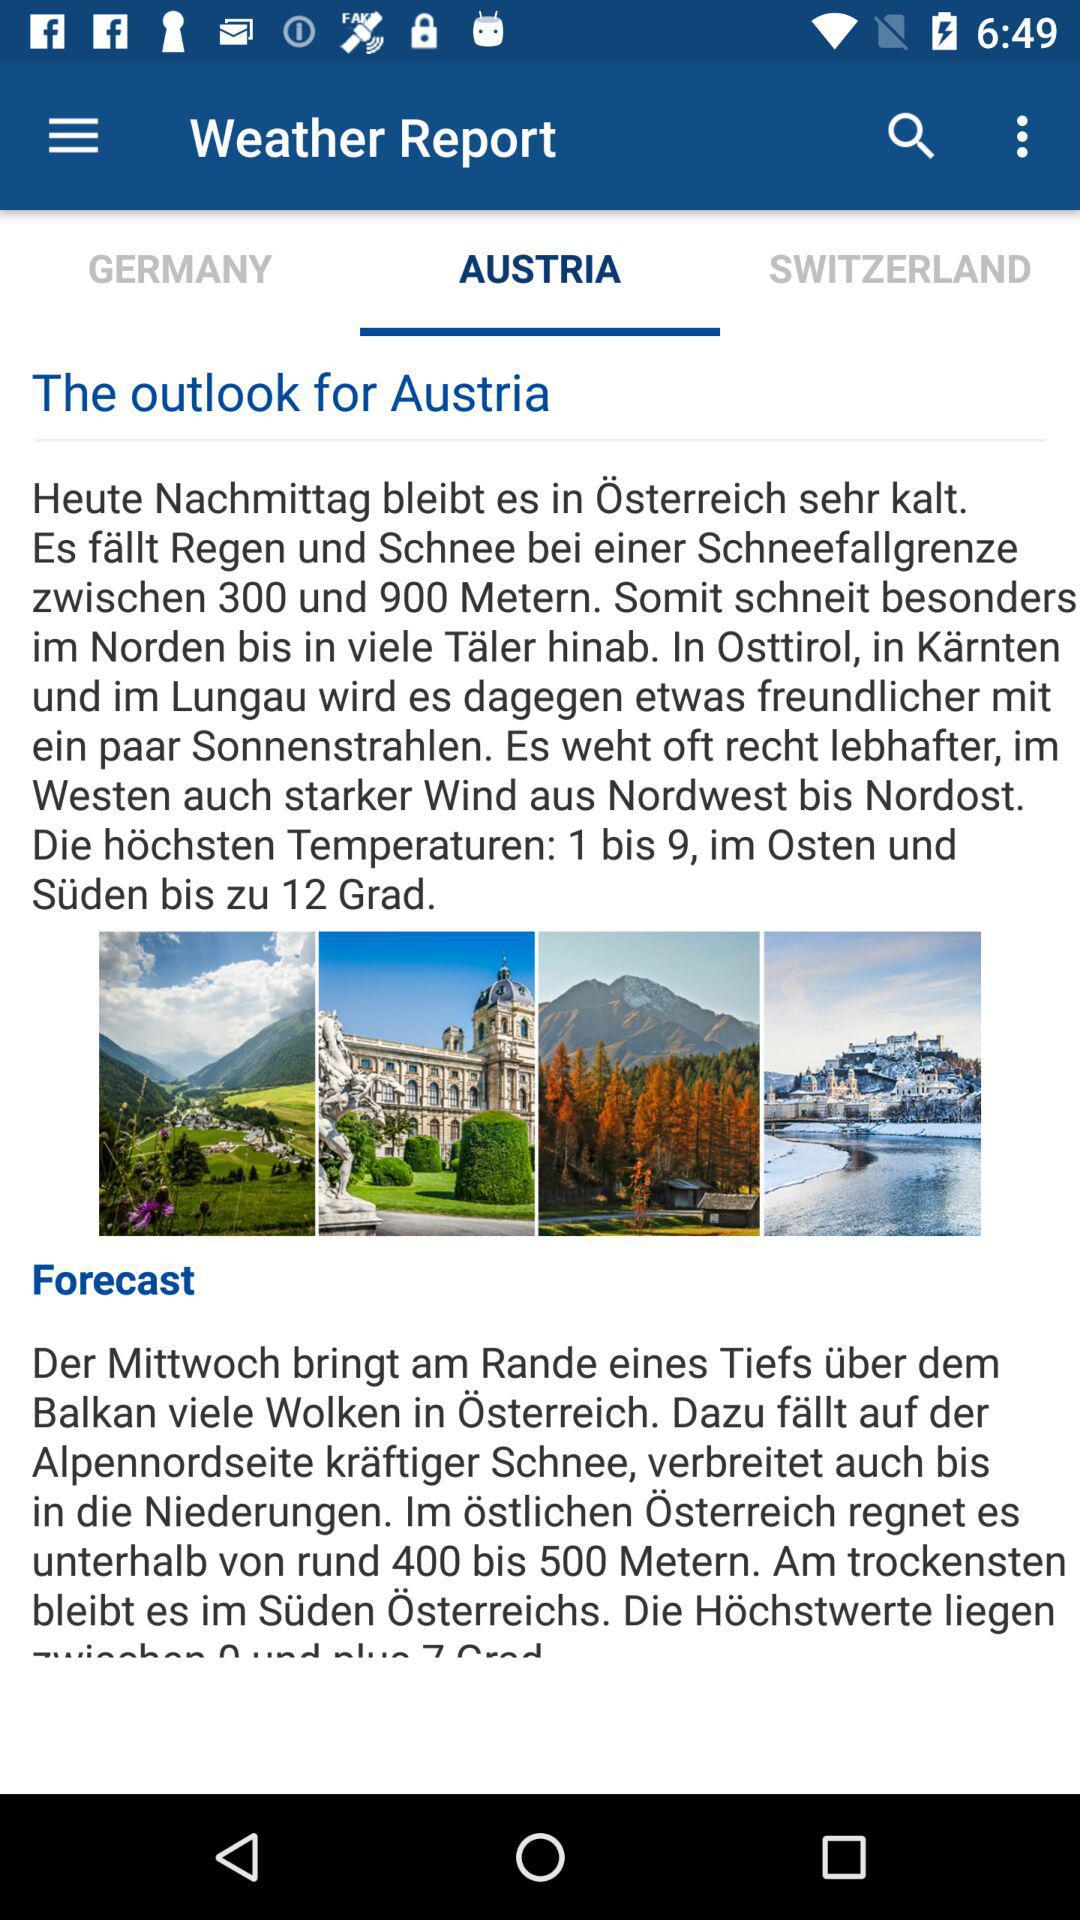 FAKE
6:49
Weather Report
GERMANY
AUSTRIA
SWITZERLAND
The outlook for Austria
Heute Nachmittag bleibt es in Österreich sehr kalt.
Es fällt Regen und Schnee bei einer Schneefallgrenze
zwischen 300 und 900 Metern. Somit schneit besonders
im Norden bis in viele Täler hinab. In Osttirol, in Kärnten
und im Lungau wird es dagegen etwas freundlicher mit
ein paar Sonnenstrahlen. Es weht oft recht lebhafter, im
Westen auch starker Wind aus Nordwest bis Nordost.
Die höchsten Temperaturen: 1 bis 9, im Osten und
Süden bis zu 12 Grad.
Forecast
Der Mittwoch bringt am Rande eines Tiefs über dem
Balkan viele Wolken in Österreich. Dazu fällt auf der
Alpennordseite kräftiger Schnee, verbreitet auch bis
in die Niederungen. Im östlichen Österreich regnet es
unterhalb von rund 400 bis 500 Metern. Am trockensten
bleibt es im Süden Österreichs. Die Höchstwerte liegen
zwischen 0 und plus 7 Grad